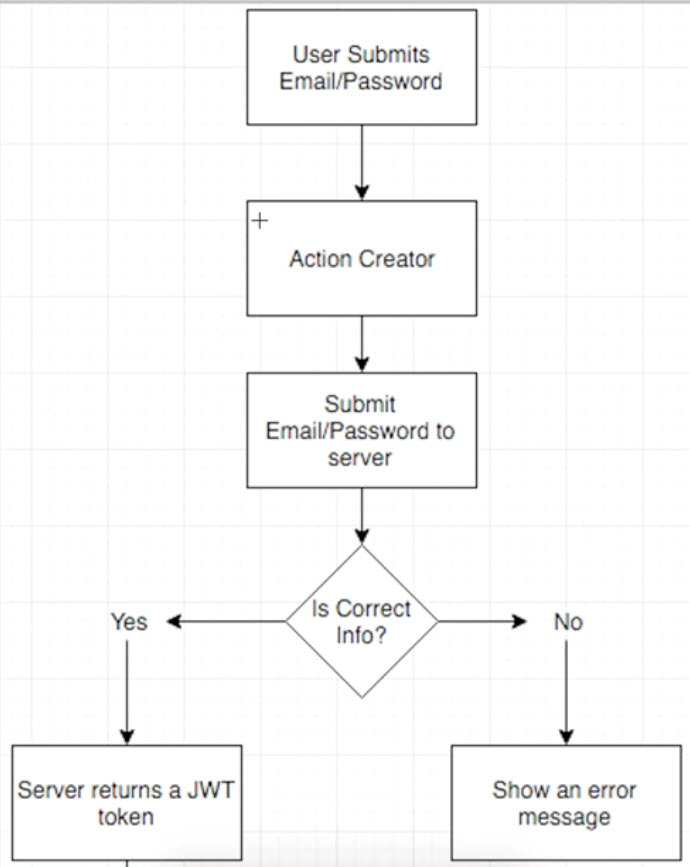 User Submits
Email/Password
Action Creator
Submit
Email/Password to
server
Is Correct
Info?
Yes
No
Server returns a JWT
token
Show an error
message